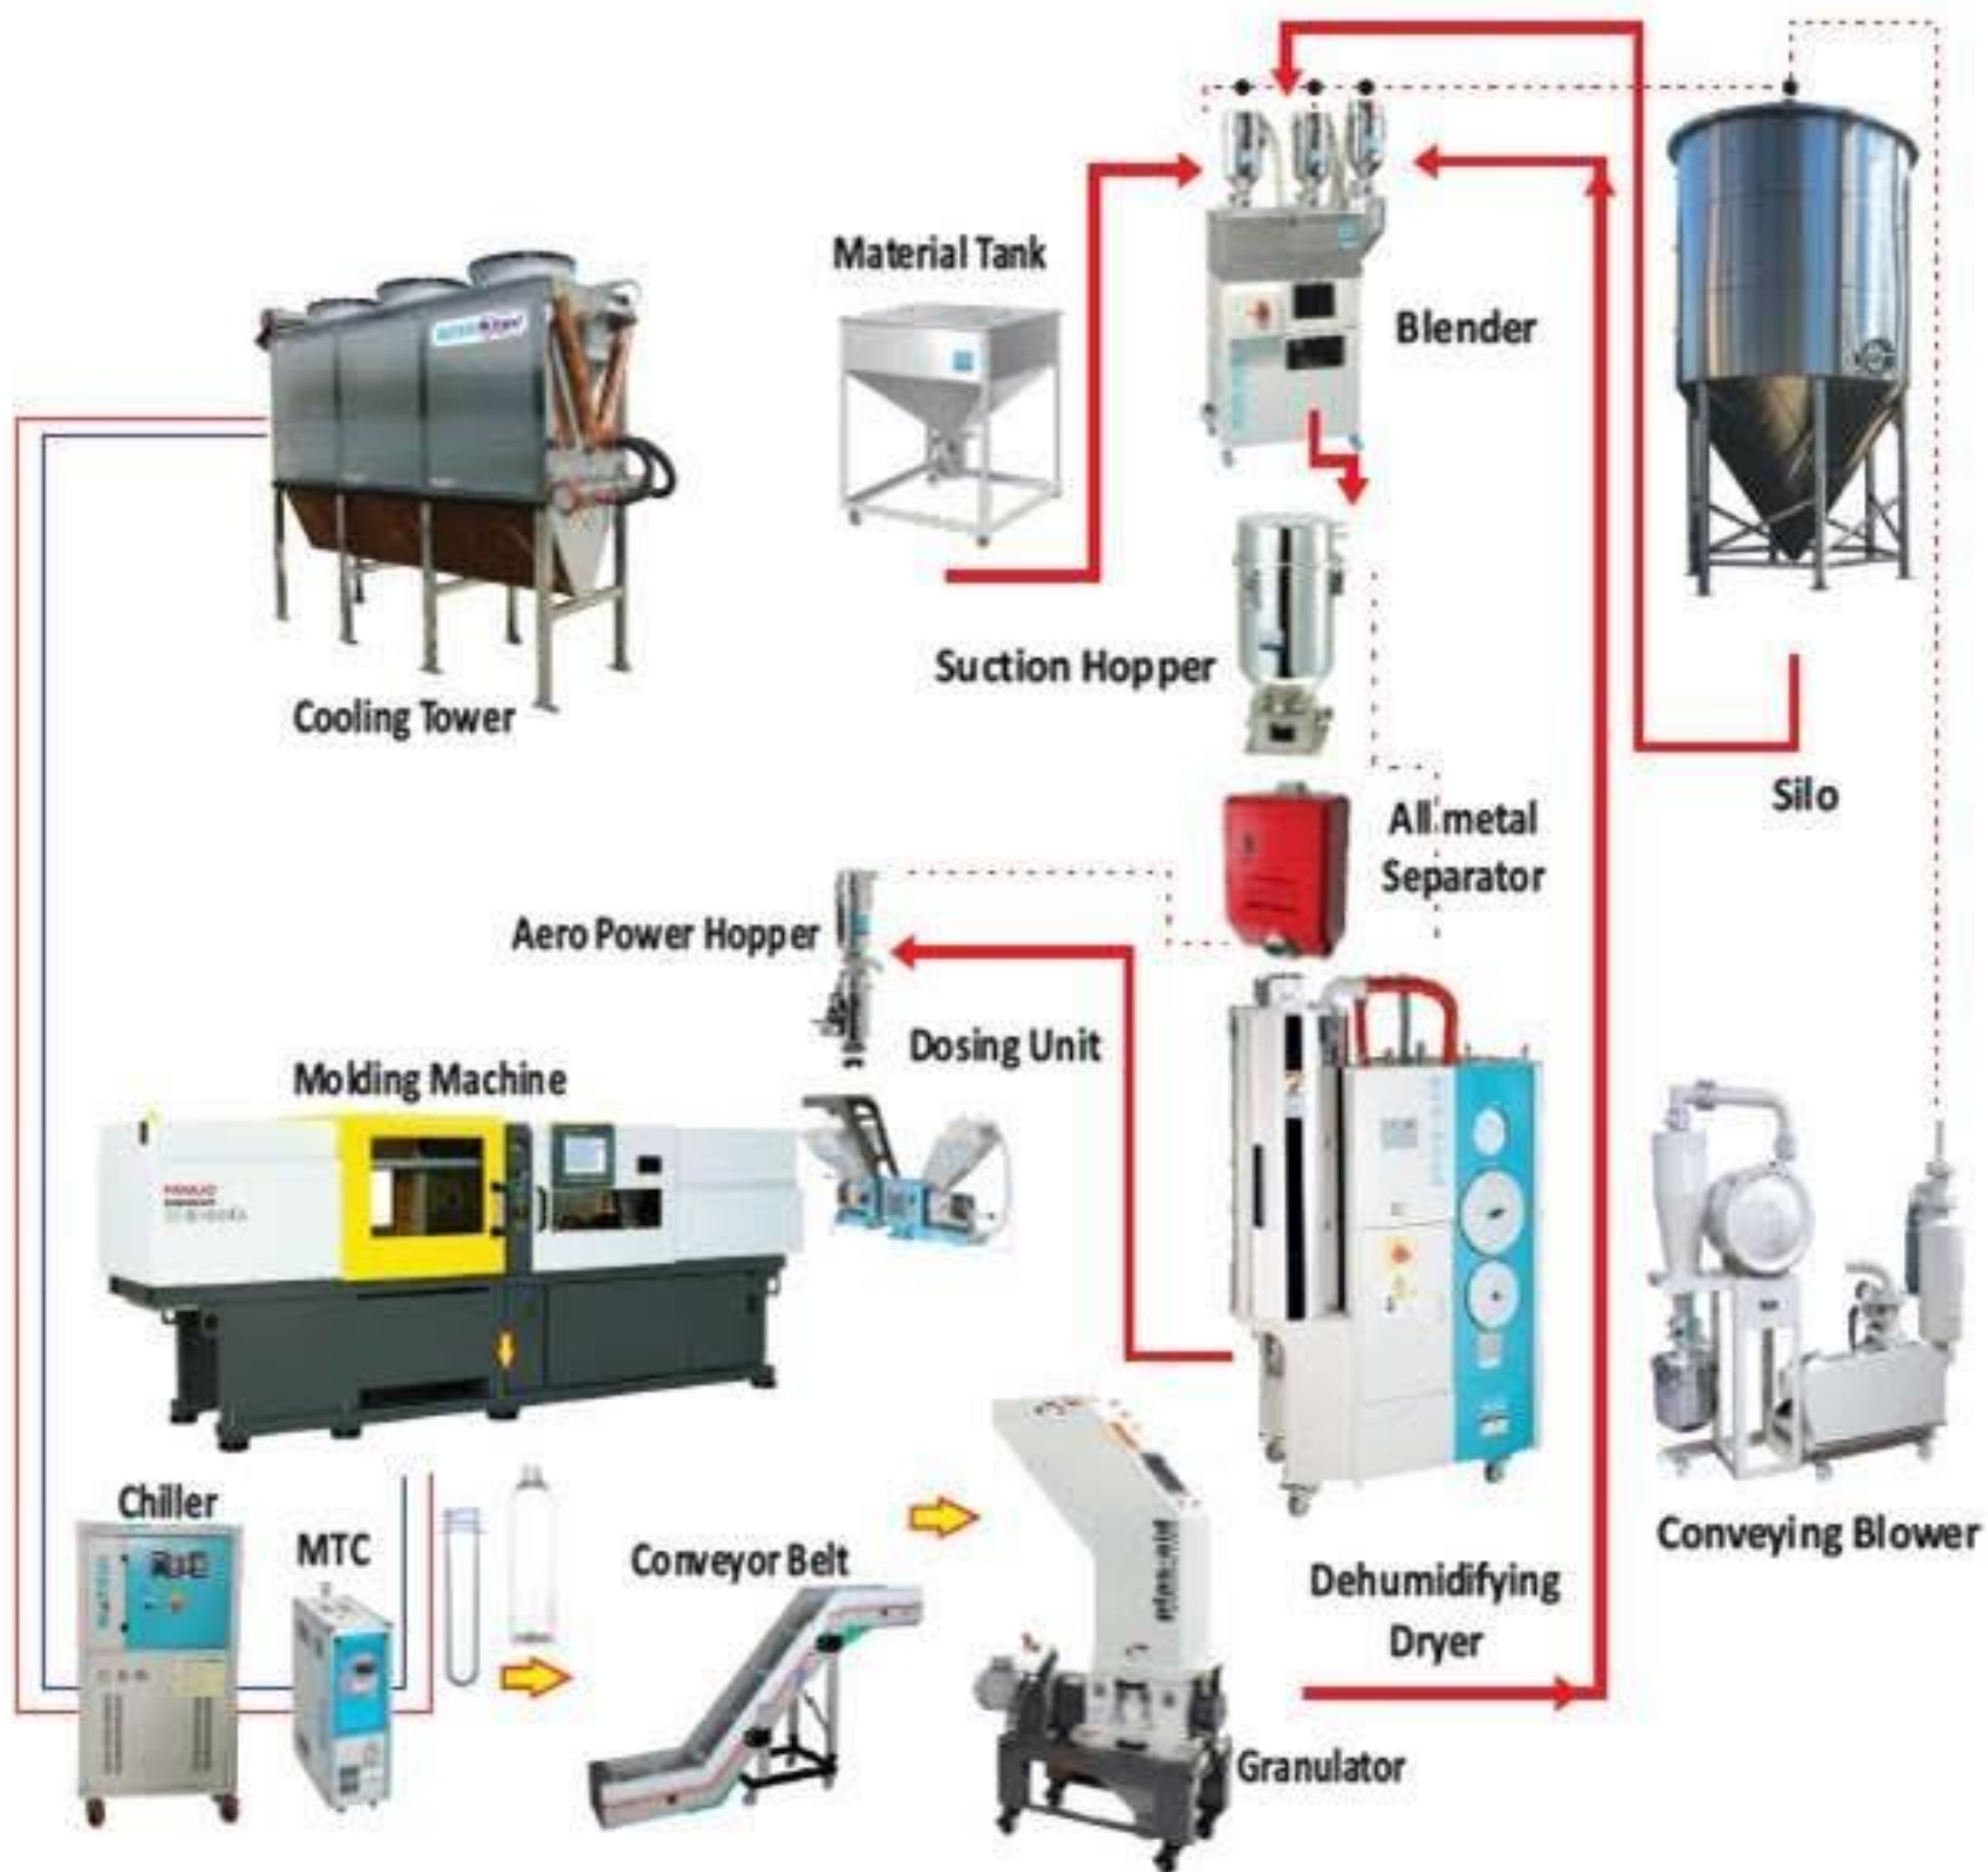 Material Tank
Blender
Suction Hopper
Cooling Tower
Silo
All metal
Separator
Aero Power Hopper
Dosing Unit
Molding Machine
FANUC
Chiller
MTC
Conveyor Belt
Conveying Blower
Dehumidifying
Dryer
Granulator